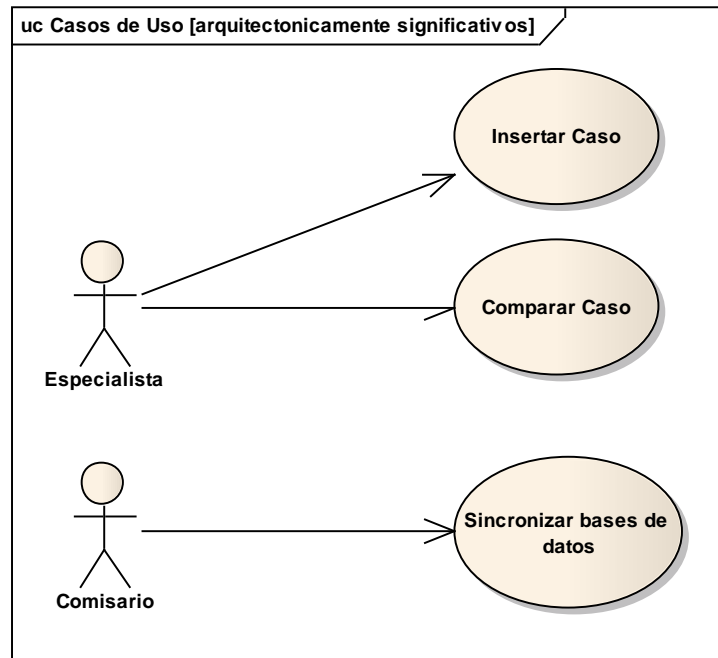 uc Casos de Uso [arquitectonicamente significativos]
Insertar Caso
Comparar Caso
Especialista
Sincronizar bases de
datos
Comisario